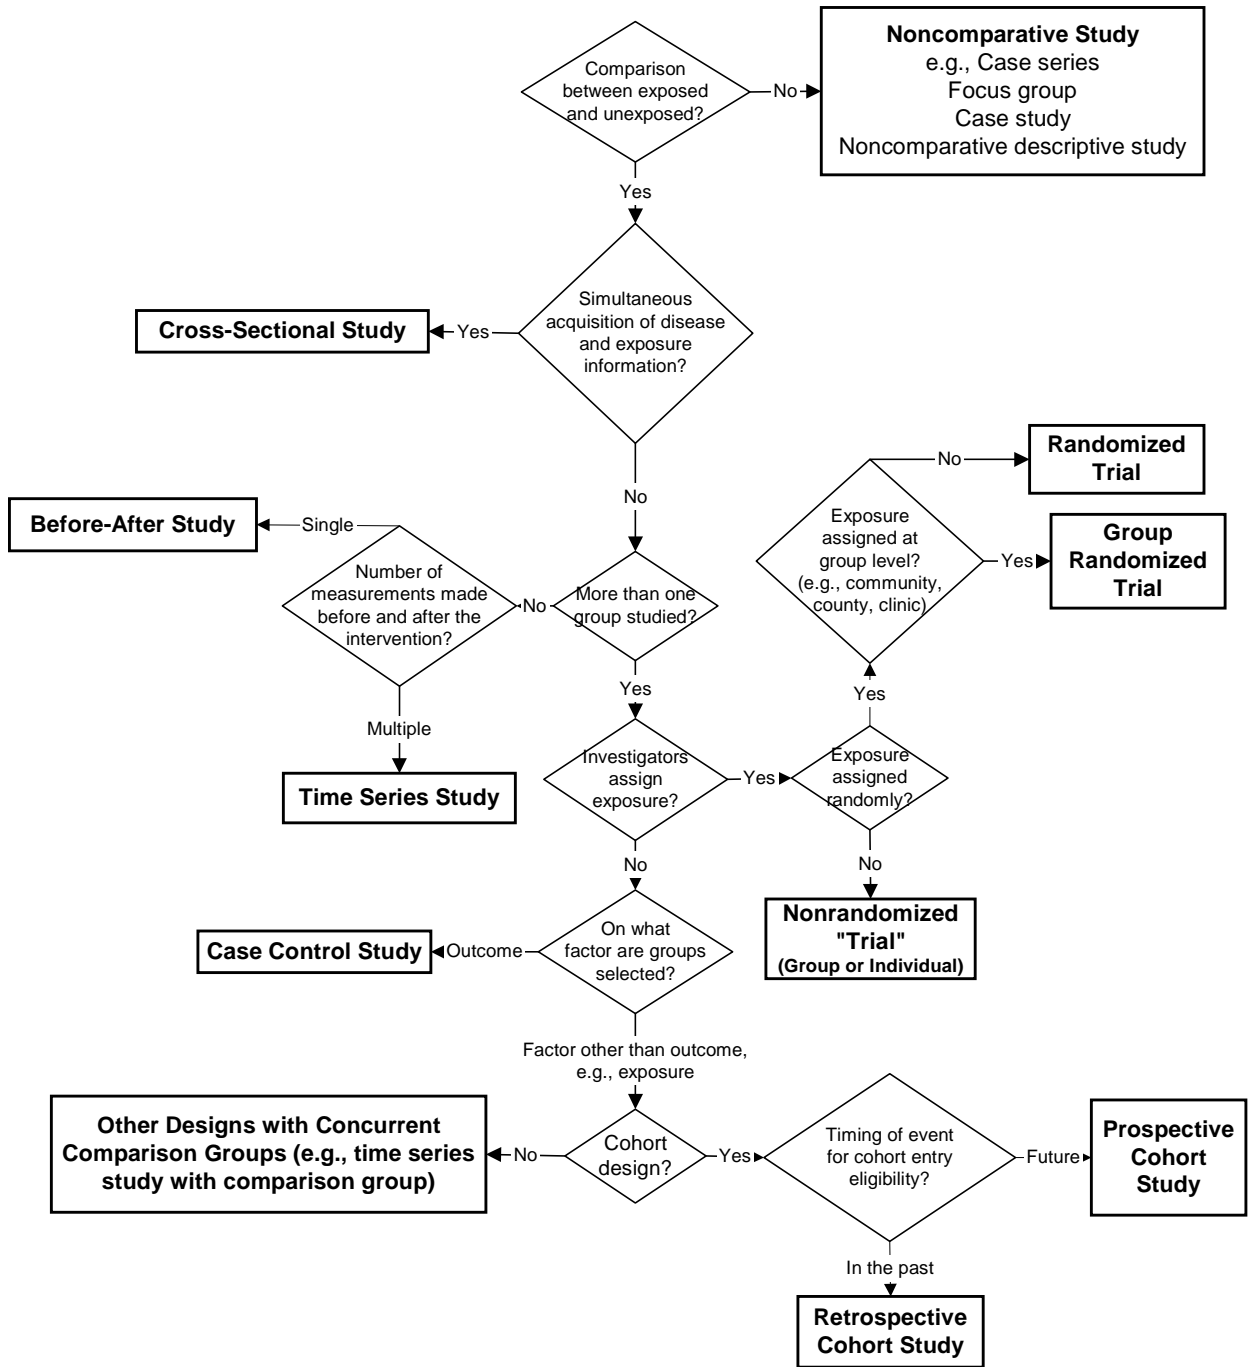 Comparison
between exposed
and unexposed?
No
Noncomparative Study
e.g., Case series
Focus group
Case study
Noncomparative descriptive study
Yes
Simultaneous
acquisition of disease
and exposure
information?
Yes
Cross-Sectional Study
No
More than one
group studied?
No
Number of
measurements made
before and after the
intervention?
Single
Before-After Study
Multiple
Time Series Study
Yes
Investigators
assign
exposure?
Yes
Exposure
assigned
randomly?
Yes
Exposure
assigned at
group level?
(e.g., community,
county, clinic)
No
Randomized
Trial
Yes
Group
Randomized
Trial
No
Nonrandomized
"Trial"
(Group or Individual)
No
On what
factor are groups
selected?
Outcome
Case Control Study
Factor other than outcome,
e.g., exposure
Cohort
design?
No
Other Designs with Concurrent
Comparison Groups (e.g., time series
study with comparison group)
Yes
Timing of event
for cohort entry
eligibility?
Future
Prospective
Cohort
Study
In the past
Retrospective
Cohort Study